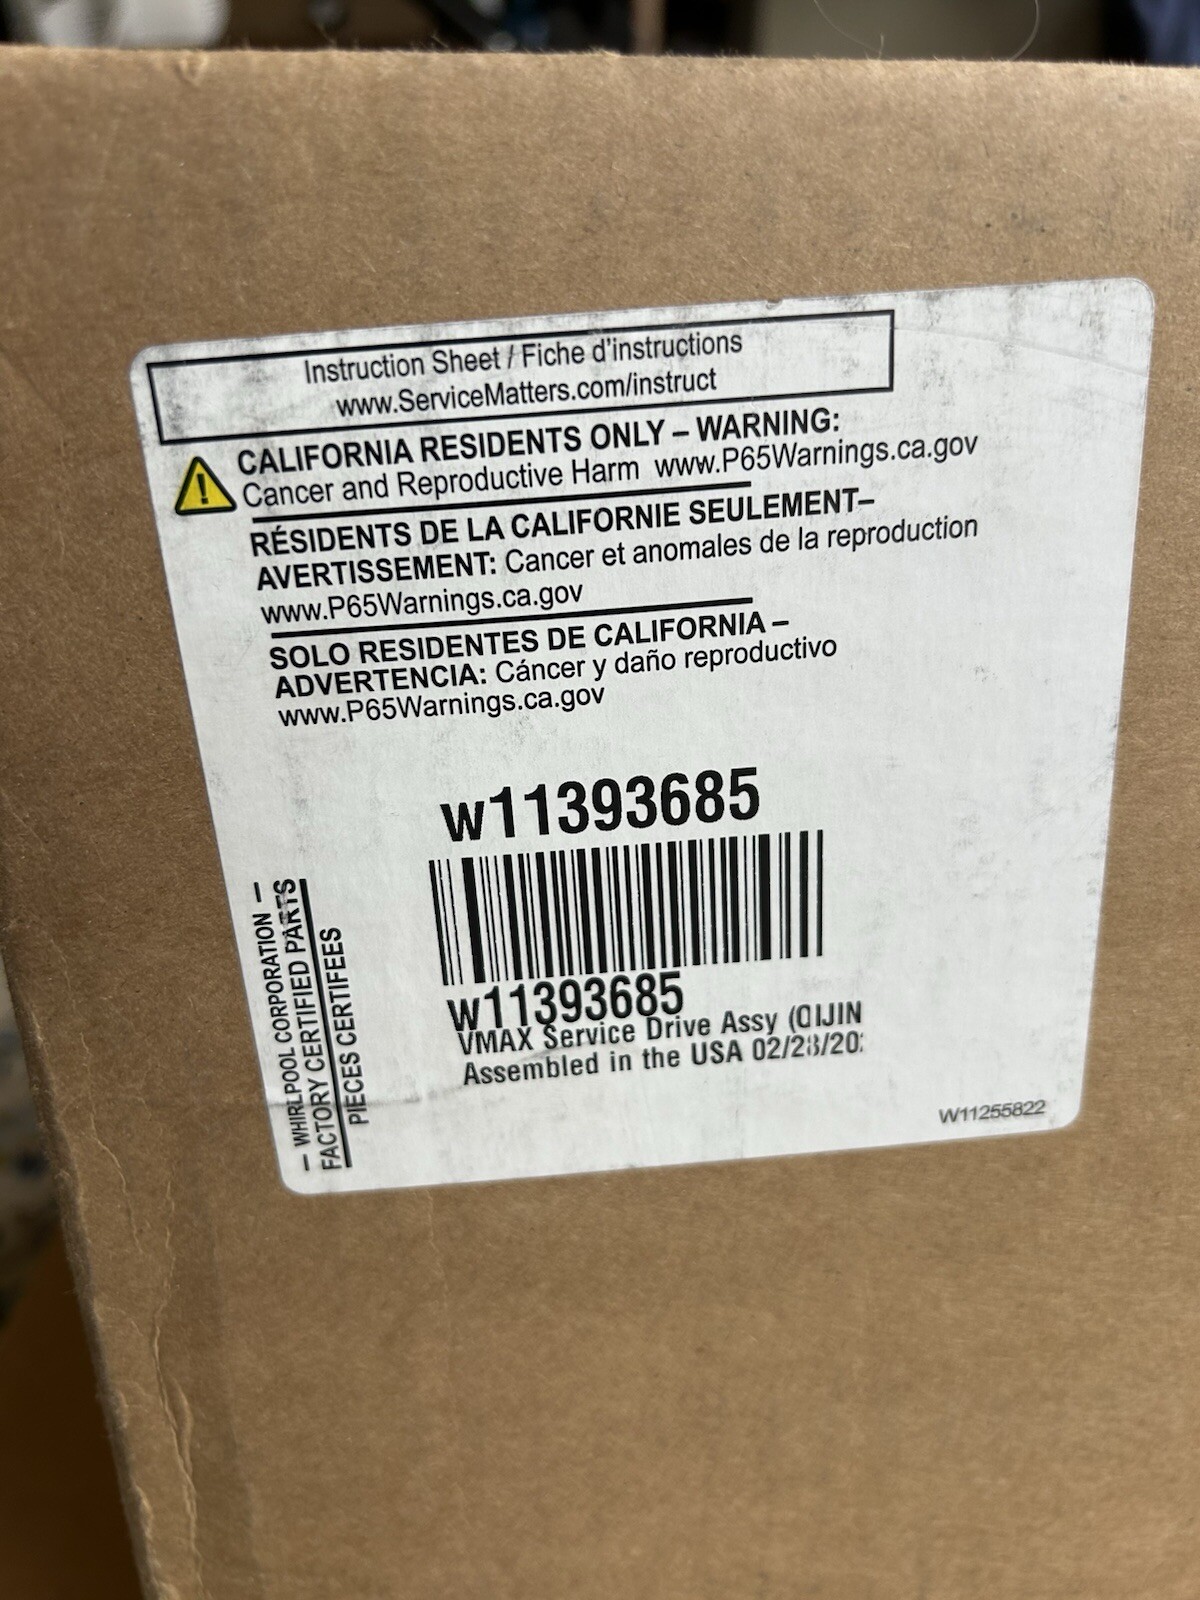 Instruction Sheet / Fiche d'instructions
www.ServiceMatters.com/instruct
CALIFORNIA RESIDENTS ONLY – WARNING:
Cancer and Reproductive Harm www.P65Warnings.ca.gov
RÉSIDENTS DE LA CALIFORNIE SEULEMENT–
AVERTISSEMENT: Cancer et anomales de la reproduction
www.P65Warnings.ca.gov
SOLO RESIDENTES DE CALIFORNIA –
ADVERTENCIA: Cáncer y daño reproductivo
www.P65Warnings.ca.gov
W11393685
W11393685
VMAX Service Drive Assy
Assembled in the USA
W11255822
– WHIRLPOOL CORPORATION –
FACTORY CERTIFIED PARTS
PIECES CERTIFEES